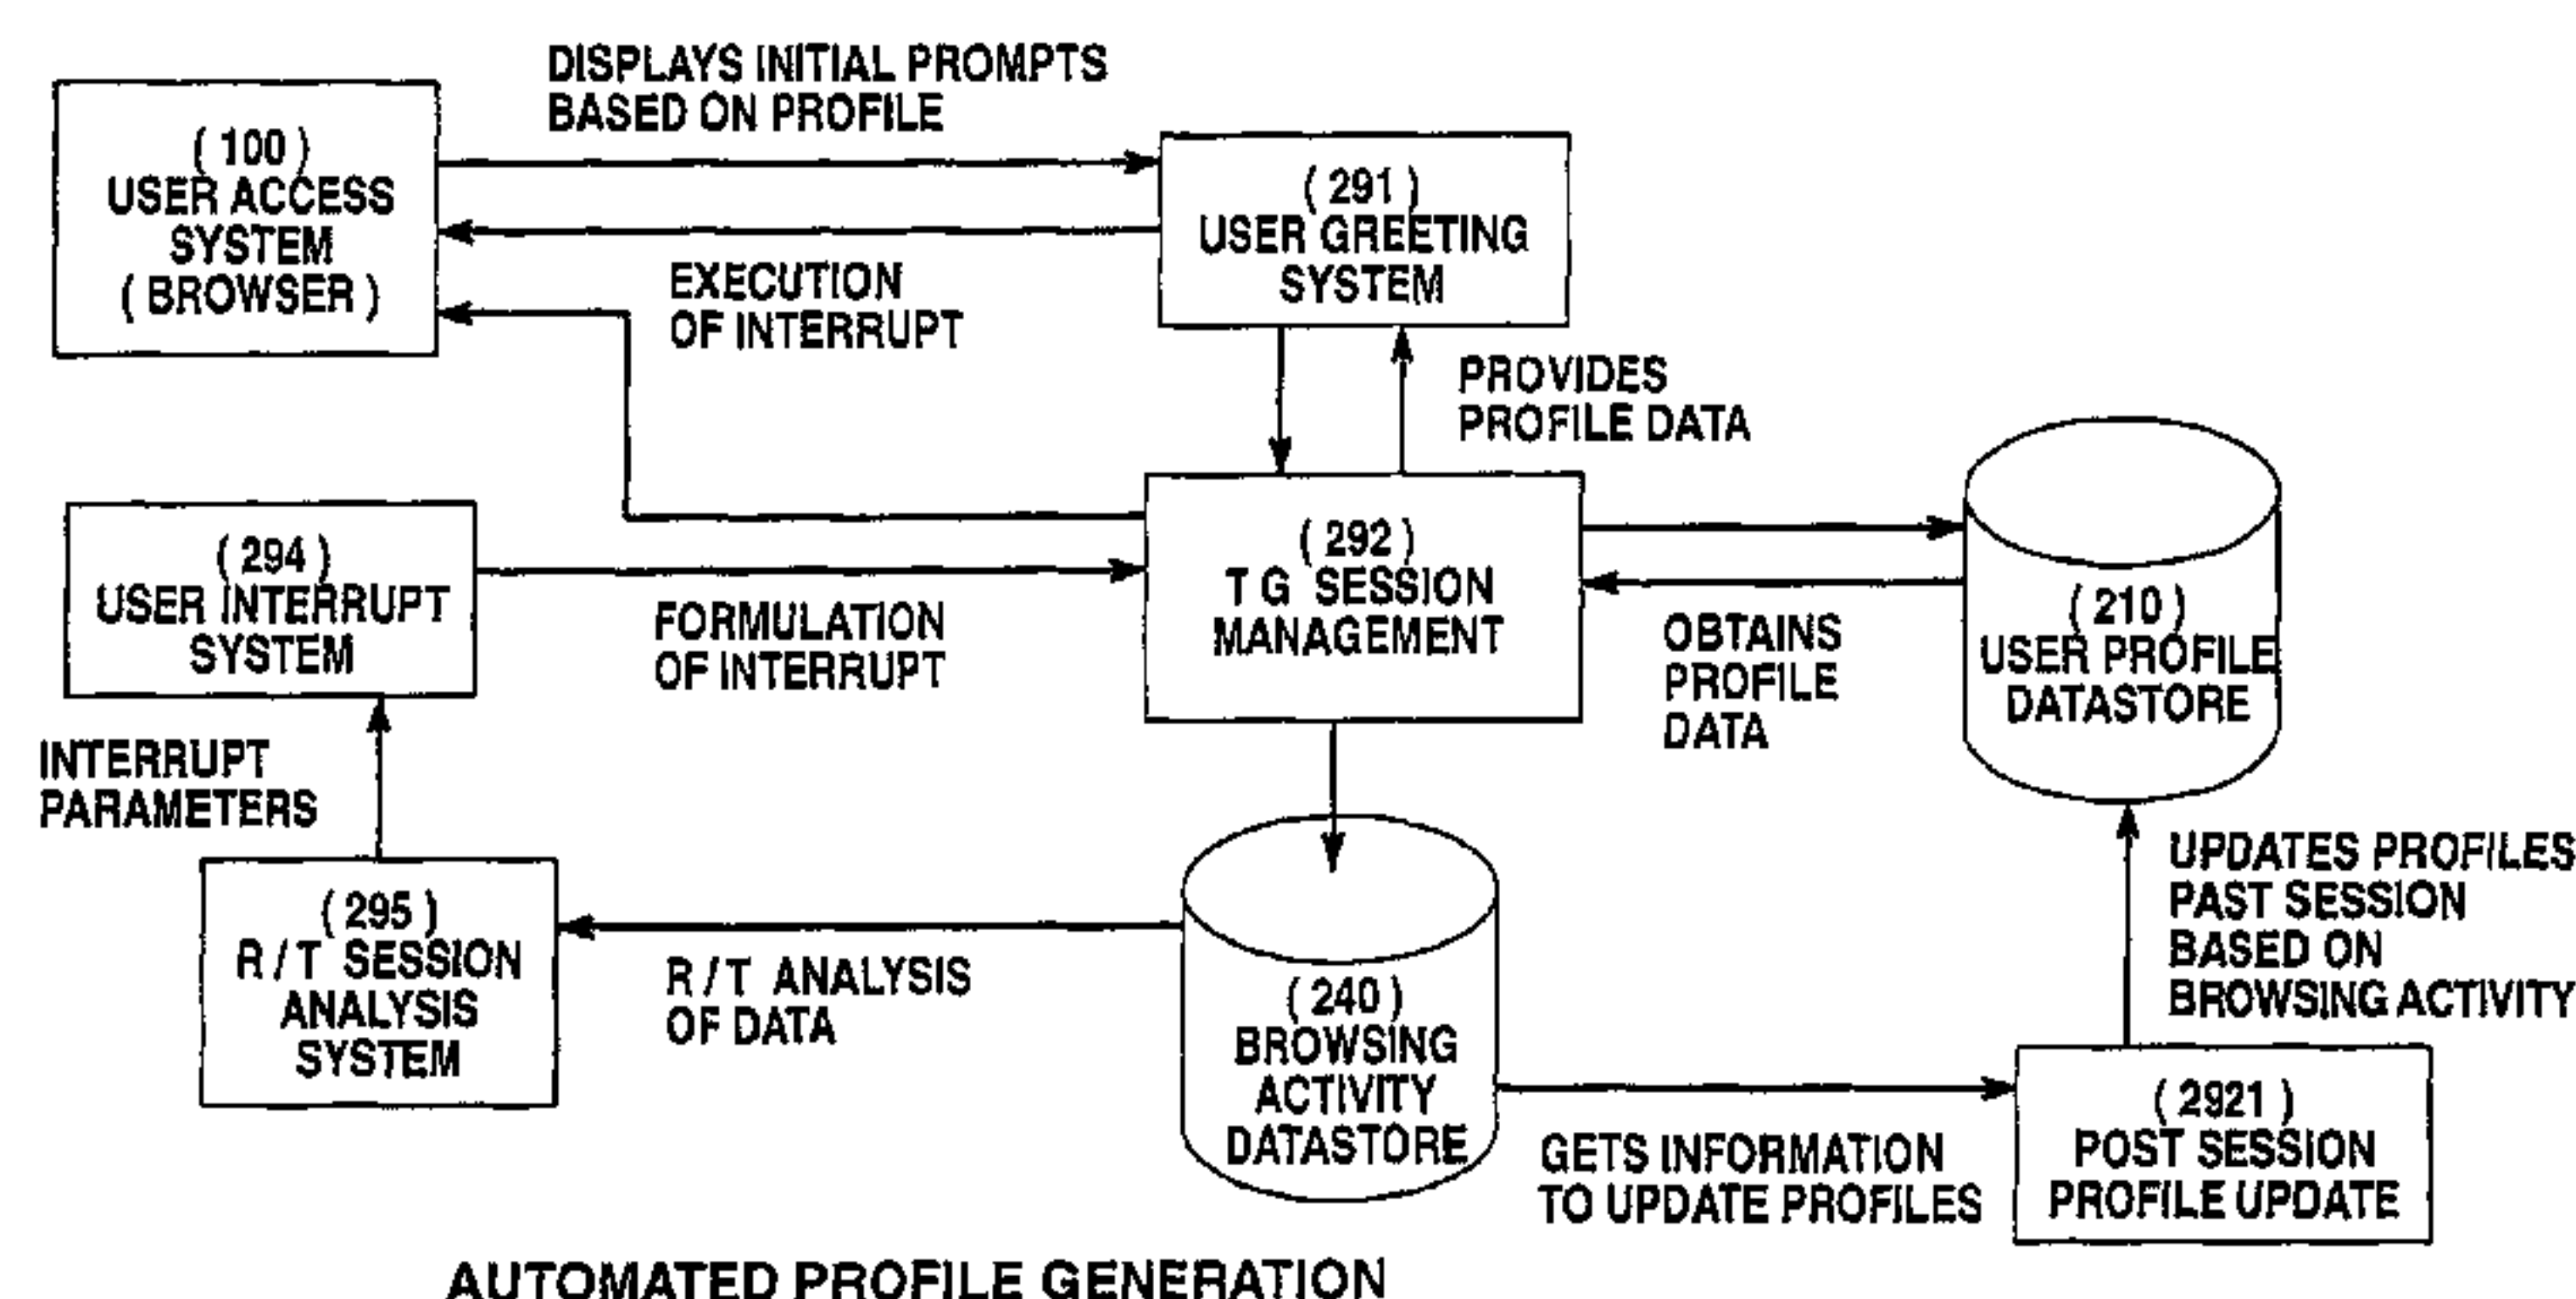 DISPLAYS INITIAL PROMPTS
BASED ON PROFILE
( 100 )
USER ACCESS
SYSTEM
( BROWSER )
( 291 )
USER GREETING
SYSTEM
EXECUTION
OF INTERRUPT
PROVIDES
PROFILE DATA
( 294 )
USER INTERRUPT
SYSTEM
FORMULATION
OF INTERRUPT
( 292 )
T G SESSION
MANAGEMENT
OBTAINS
PROFILE
DATA
( 210 )
USER PROFILE
DATASTORE
INTERRUPT
PARAMETERS
( 295 )
R / T SESSION
ANALYSIS
SYSTEM
R / T ANALYSIS
OF DATA
( 240 )
BROWSING
ACTIVITY
DATASTORE
UPDATES PROFILES
PAST SESSION
BASED ON
BROWSING ACTIVITY
GETS INFORMATION
TO UPDATE PROFILES
( 2921 )
POST SESSION
PROFILE UPDATE
AUTOMATED PROFILE GENERATION